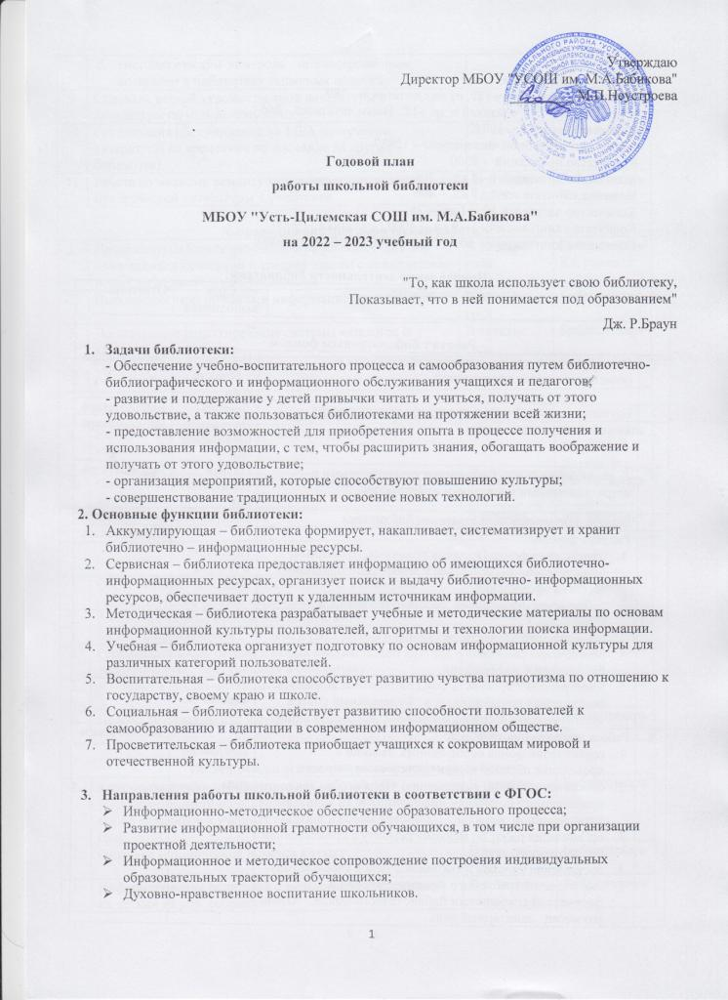 Утверждаю
Директор МБОУ "УСОШ им. М.А.Бабикова"
М.П.Неустроева
Годовой план
работы школьной библиотеки
МБОУ "Усть-Цилемская СОШ им. М.А.Бабикова"
на 2022 – 2023 учебный год
"То, как школа использует свою библиотеку,
Показывает, что в ней понимается под образованием"
Дж. Р.Браун
1. Задачи библиотеки:
- Обеспечение учебно-воспитательного процесса и самообразования путем библиотечно-
библиографического и информационного обслуживания учащихся и педагогов;
- развитие и поддержание у детей привычки читать и учиться, получать от этого
удовольствие, а также пользоваться библиотеками на протяжении всей жизни;
- предоставление возможностей для приобретения опыта в процессе получения и
использования информации, с тем, чтобы расширить знания, обогащать воображение и
получать от этого удовольствие;
- организация мероприятий, которые способствуют повышению культуры;
- совершенствование традиционных и освоение новых технологий.
2. Основные функции библиотеки:
1. Аккумулирующая – библиотека формирует, накапливает, систематизирует и хранит
библиотечно – информационные ресурсы.
2. Сервисная – библиотека предоставляет информацию об имеющихся библиотечно-
информационных ресурсах, организует поиск и выдачу библиотечно- информационных
ресурсов, обеспечивает доступ к удаленным источникам информации.
3. Методическая – библиотека разрабатывает учебные и методические материалы по основам
информационной культуры пользователей, алгоритмы и технологии поиска информации.
4. Учебная – библиотека организует подготовку по основам информационной культуры для
различных категорий пользователей.
5. Воспитательная – библиотека способствует развитию чувства патриотизма по отношению к
государству, своему краю и школе.
6. Социальная – библиотека содействует развитию способности пользователей к
самообразованию и адаптации в современном информационном обществе.
7. Просветительская – библиотека приобщает учащихся к сокровищам мировой и
отечественной культуры.
3. Направления работы школьной библиотеки в соответствии с ФГОС:
➢ Информационно-методическое обеспечение образовательного процесса;
➢ Развитие информационной грамотности обучающихся, в том числе при организации
проектной деятельности;
➢ Информационное и методическое сопровождение построения индивидуальных
образовательных траекторий обучающихся;
➢ Духовно-нравственное воспитание школьников.
1